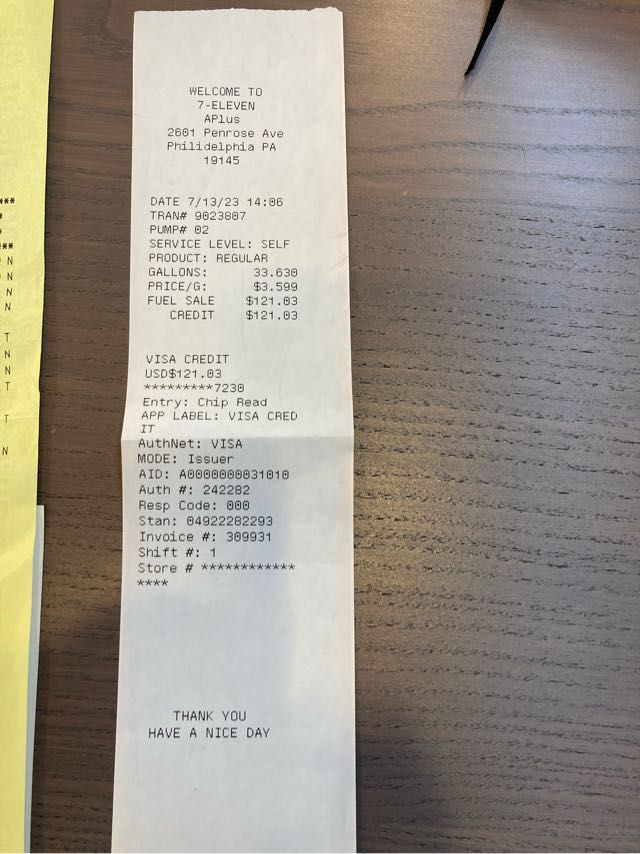 WELCOME TO
7-ELEVEN
APlus
2601 Penrose Ave
Philidelphia PA
19145
DATE 7/13/23 14:06
TRAN# 9023807
PUMP# 02
SERVICE LEVEL: SELF
PRODUCT: REGULAR
GALLONS: 33.630
PRICE/G: $3.599
FUEL SALE $121.03
CREDIT $121.03
VISA CREDIT
USD$121.03
*********7230
Entry: Chip Read
APP LABEL: VISA CRED
IT
AuthNet: VISA
MODE: Issuer
AID: A0000000031010
Auth #: 242282
Resp Code: 000
Stan: 04922282293
Invoice #: 309931
Shift #: 1
Store # ************
****
THANK YOU
HAVE A NICE DAY
***
*
*
**
N
N
N
N
T
N
N
T
T
N